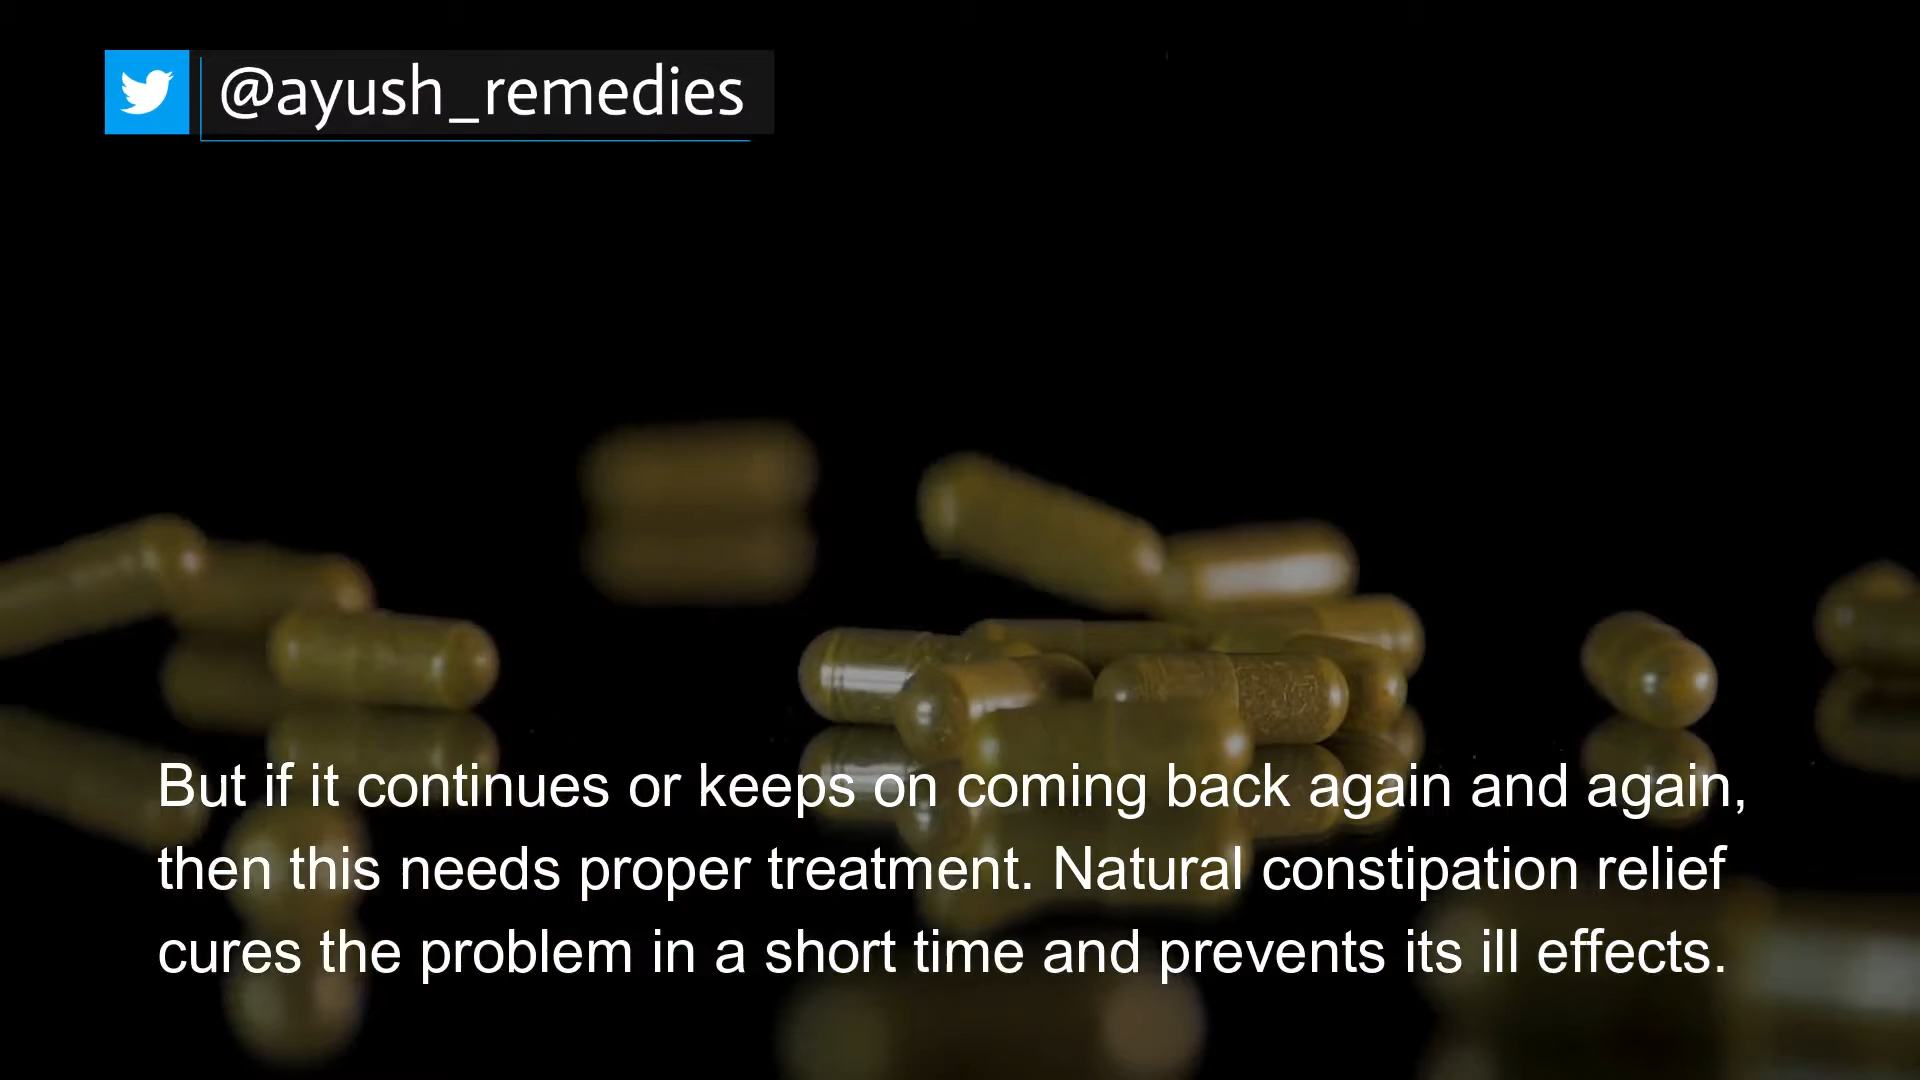 @ayush_remedies
But if it continues or keeps on coming back again and again,
then this needs proper treatment. Natural constipation relief
cures the problem in a short time and prevents its ill effects.